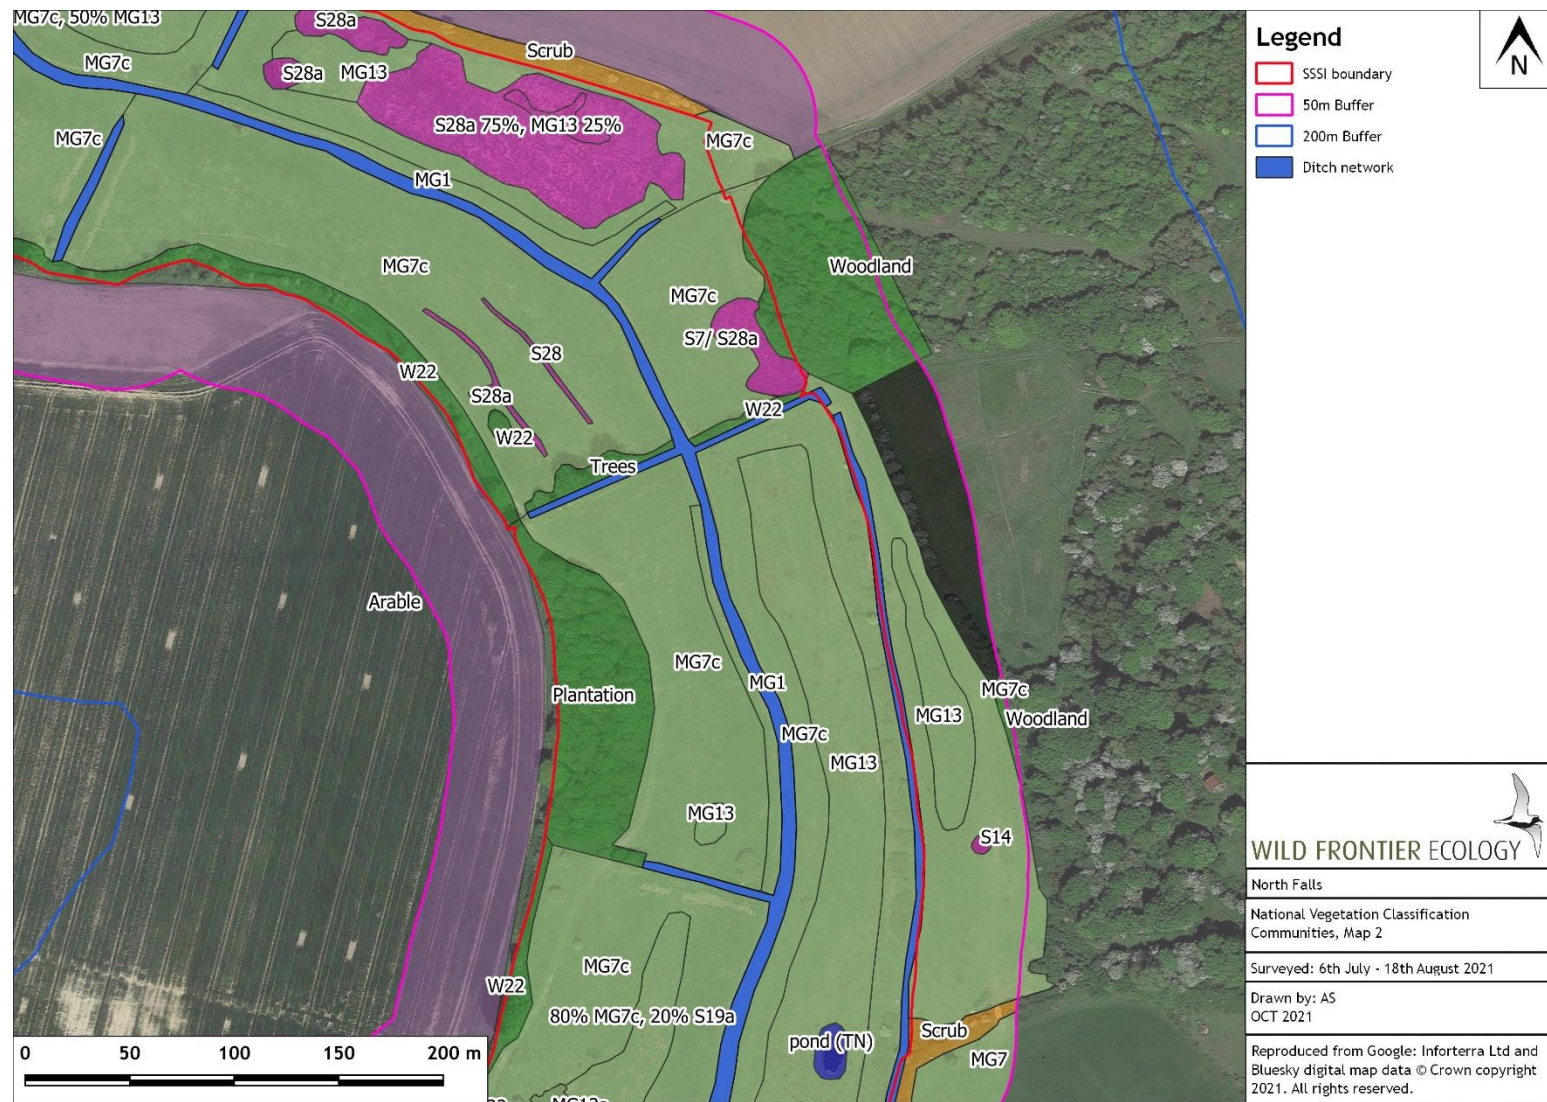 MG7c, 50% MG13
S28a
Scrub
MG7c
S28a
MG13
S28a 75%, MG13 25%
MG7c
MG7c
MG1
MG7c
Woodland
MG7c
S7/ S28a
S28
W22
S28a
W22
W22
Trees
Arable
MG7c
MG7c
Plantation
MG1
MG13
Woodland
MG7c
MG13
MG13
S14
MG7c
W22
80% MG7c, 20% S19a
Scrub
pond (TN)
MG7
0 50 100 150 200 m
Legend
SSSI boundary
50m Buffer
200m Buffer
Ditch network
N
WILD FRONTIER ECOLOGY
North Falls
National Vegetation Classification
Communities, Map 2
Surveyed: 6th July - 18th August 2021
Drawn by: AS
OCT 2021
Reproduced from Google: Inforterra Ltd and
Bluesky digital map data © Crown copyright
2021. All rights reserved.